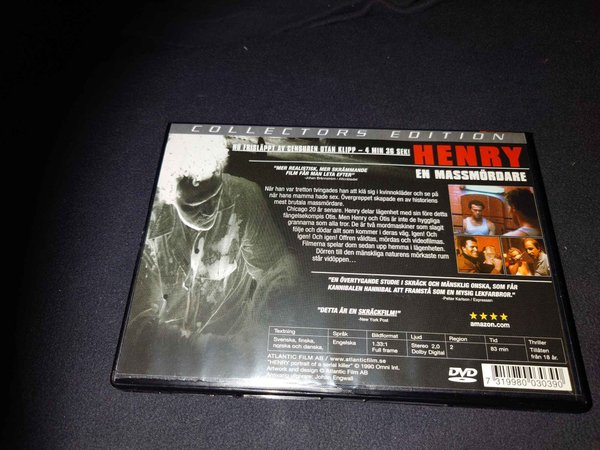 COLLECTORS EDITION
NU FRISLÄPPT AV CENSUREN UTAN KLIPP – 4 MIN 26 SEK!
HENRY
EN MASSMÖRDARE
"MER REALISTISK, MER SKRÄMMANDE
FILM FÅR MAN LETA EFTER"
När han var tretton tvingades han att klä sig i kvinnokläder och se på
när hans mamma hade sex. Övergreppet skapade en av historiens
mest brutala massmördare.
Chicago 20 år senare. Henry delar lägenhet med sin före detta
fängelsekompis Otis. Men Henry och Otis är inte de hyggliga
grannarna som alla tror. De är två mordmaskiner som slagit
följe och dödar allt som kommer i deras väg. Igen! Och
igen! Och igen! Offren våldtas, mördas och videofilmas.
Filmerna spelar dom sedan upp hemma i lägenheten.
Dörren till den mänskliga naturens mörkaste rum
står vidöppen…
"EN ÖVERTYGANDE STUDIE I SKRÄCK OCH MÄNSKLIG ONSKA, SOM FÅR
KANNIBALEN HANNIBAL ATT FRAMSTÅ SOM EN MYSIG LEKFARBROR."
-Petter Karlson / Expressen
"DETTA ÄR EN SKRÄCKFILM!"
-New York Post
amazon.com
Textning Språk Bildformat Ljud Region Tid Thriller
Svenska, finska, Engelska 1.33:1 Stereo 2,0 2 83 min Tillåten
norska och danska. Full frame Dolby Digital från 18 år.
ATLANTIC FILM AB / www.atlanticfilm.se
"HENRY portrait of a serial killer" © 1990 Omni Int.
Artwork and design © Atlantic Film AB
Ansvarig utgivare: Johan Engwall
DVD
7 319980 030390